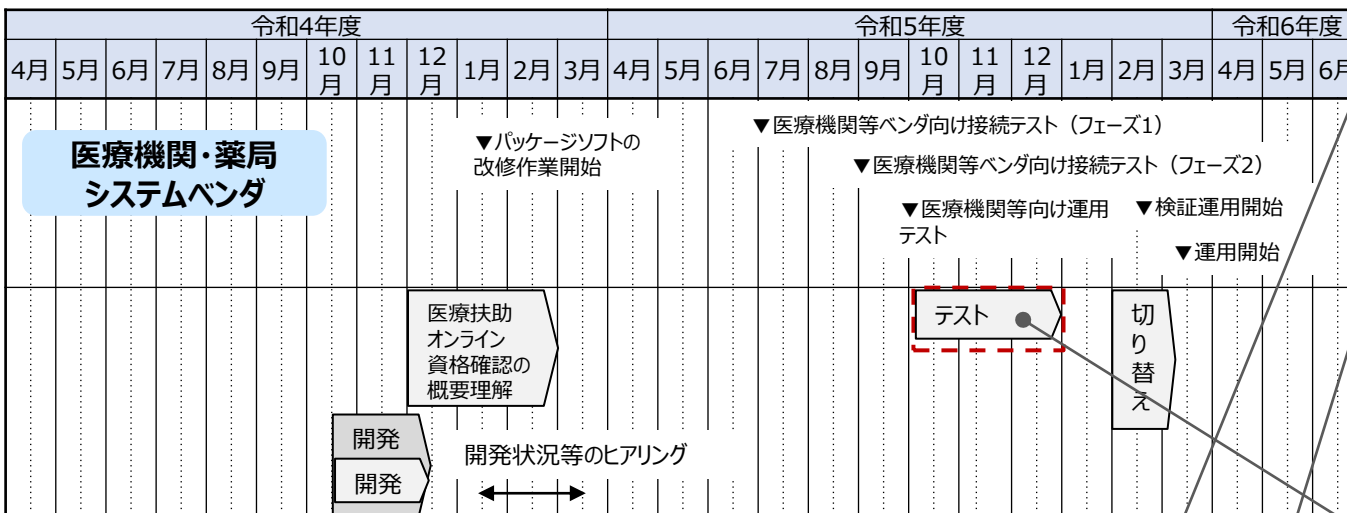 令和4年度
令和5年度
令和6年度
4月
5月
6月
7月
8月
9月
10
月
11
月
12
月
1月
2月
3月
4月
5月
6月
7月
8月
9月
10
月
11
月
12
月
1月
2月
3月
4月
5月
6月
医療機関・薬局
システムベンダ
▼パッケージソフトの
改修作業開始
▼医療機関等ベンダ向け接続テスト（フェーズ1）
▼医療機関等ベンダ向け接続テスト（フェーズ2）
▼医療機関等向け運用
テスト
▼検証運用開始
▼運用開始
医療扶助
オンライン
資格確認の
概要理解
テスト
切
り
替
え
開発
開発
開発状況等のヒアリング